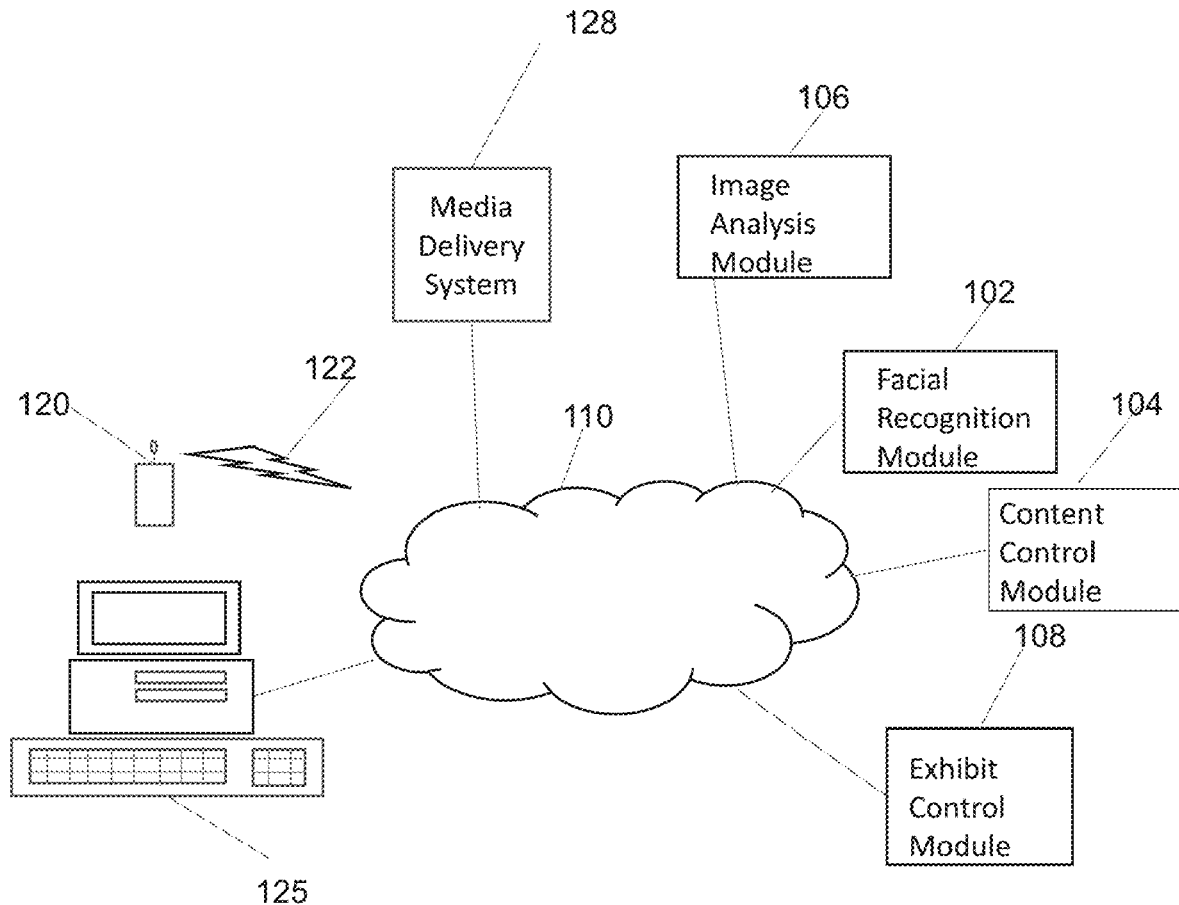 128
106
Image
Analysis
Module
Media
Delivery
System
102
Facial
Recognition
Module
122
120
110
104
Content
Control
Module
108
Exhibit
Control
Module
125